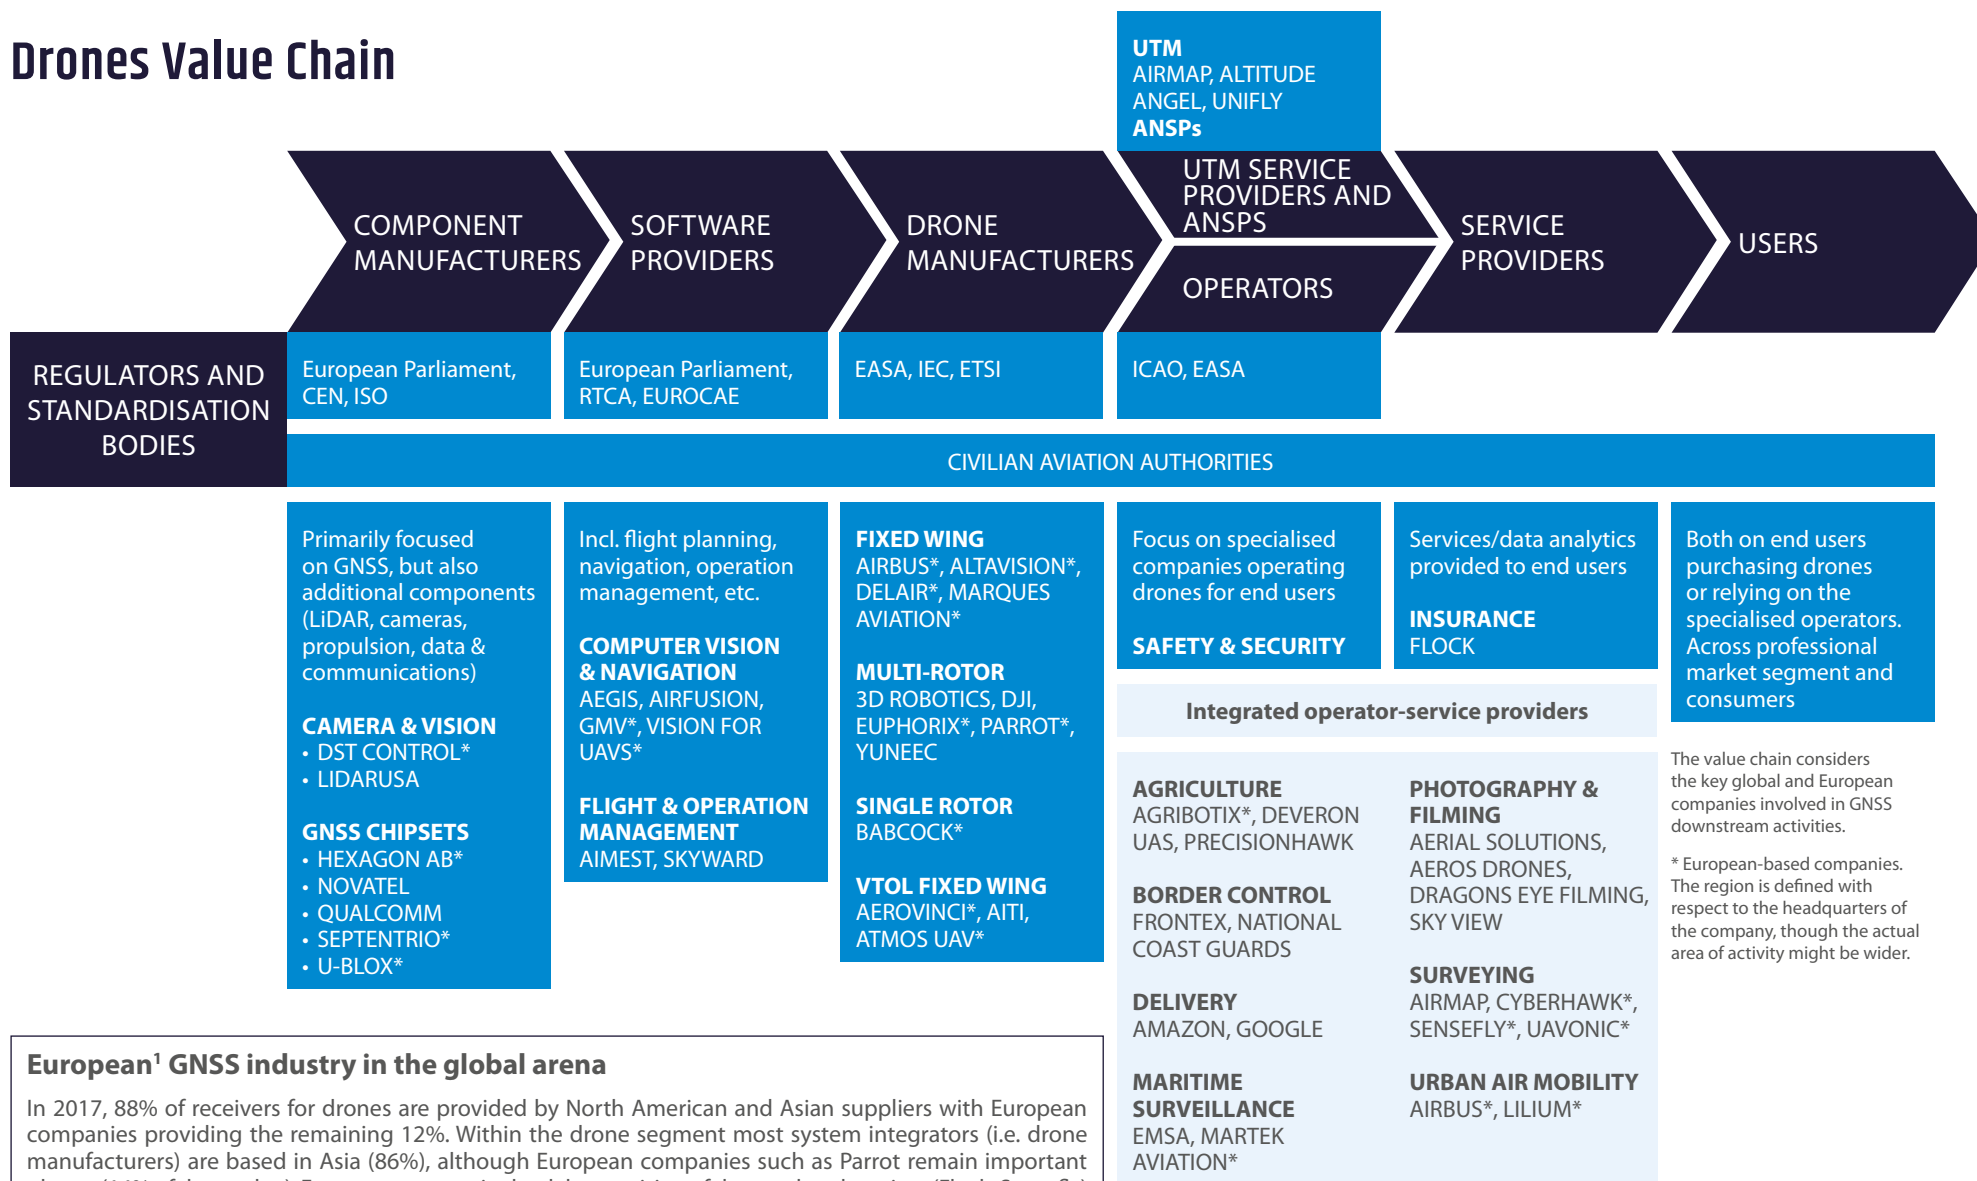 Drones Value Chain
UTM
AIRMAP, ALTITUDE
ANGEL, UNIFLY
ANSPs
COMPONENT
MANUFACTURERS
SOFTWARE
PROVIDERS
DRONE
MANUFACTURERS
UTM SERVICE
PROVIDERS AND
ANSPS
OPERATORS
SERVICE
PROVIDERS
USERS
REGULATORS AND
STANDARDISATION
BODIES
European Parliament,
CEN, ISO
European Parliament,
RTCA, EUROCAE
EASA, IEC, ETSI
ICAO, EASA
CIVILIAN AVIATION AUTHORITIES
Primarily focused
on GNSS, but also
additional components
(LiDAR, cameras,
propulsion, data &
communications)
CAMERA & VISION
• DST CONTROL*
• LIDARUSA
GNSS CHIPSETS
• HEXAGON AB*
• NOVATEL
• QUALCOMM
• SEPTENTRIO*
• U-BLOX*
Incl. flight planning,
navigation, operation
management, etc.
COMPUTER VISION
& NAVIGATION
AEGIS, AIRFUSION,
GMV*, VISION FOR
UAVS*
FLIGHT & OPERATION
MANAGEMENT
AIMEST, SKYWARD
FIXED WING
AIRBUS*, ALTAVISION*,
DELAIR*, MARQUES
AVIATION*
MULTI-ROTOR
3D ROBOTICS, DJI,
EUPHORIX*, PARROT*,
YUNEEC
SINGLE ROTOR
BABCOCK*
VTOL FIXED WING
AEROVINCI*, AITI,
ATMOS UAV*
Focus on specialised
companies operating
drones for end users
SAFETY & SECURITY
Services/data analytics
provided to end users
INSURANCE
FLOCK
Both on end users
purchasing drones
or relying on the
specialised operators.
Across professional
market segment and
consumers
Integrated operator-service providers
AGRICULTURE
AGRIBOTIX*, DEVERON
UAS, PRECISIONHAWK
BORDER CONTROL
FRONTEX, NATIONAL
COAST GUARDS
DELIVERY
AMAZON, GOOGLE
MARITIME
SURVEILLANCE
EMSA, MARTEK
AVIATION*
PHOTOGRAPHY &
FILMING
AERIAL SOLUTIONS,
AEROS DRONES,
DRAGONS EYE FILMING,
SKY VIEW
SURVEYING
AIRMAP, CYBERHAWK*,
SENSEFLY*, UAVONIC*
URBAN AIR MOBILITY
AIRBUS*, LILIUM*
The value chain considers
the key global and European
companies involved in GNSS
downstream activities.
* European-based companies.
The region is defined with
respect to the headquarters of
the company, though the actual
area of activity might be wider.
European¹ GNSS industry in the global arena
In 2017, 88% of receivers for drones are provided by North American and Asian suppliers with European
companies providing the remaining 12%. Within the drone segment most system integrators (i.e. drone
manufacturers) are based in Asia (86%), although European companies such as Parrot remain important